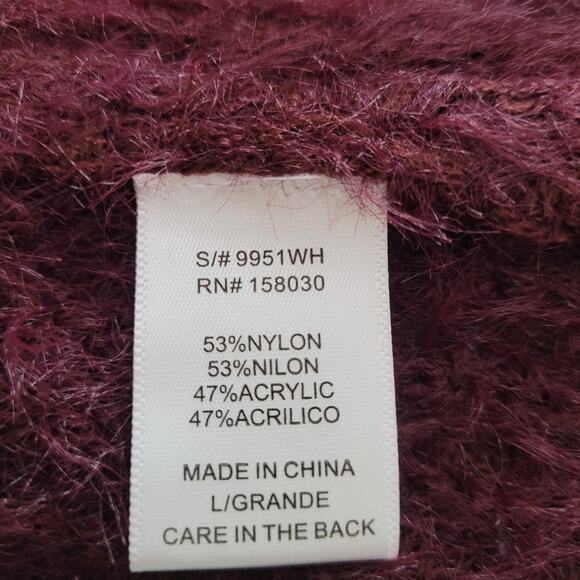 S/# 9951WH
RN# 158030
53%NYLON
53%NILON
47%ACRYLIC
47%ACRILICO
MADE IN CHINA
L/GRANDE
CARE IN THE BACK